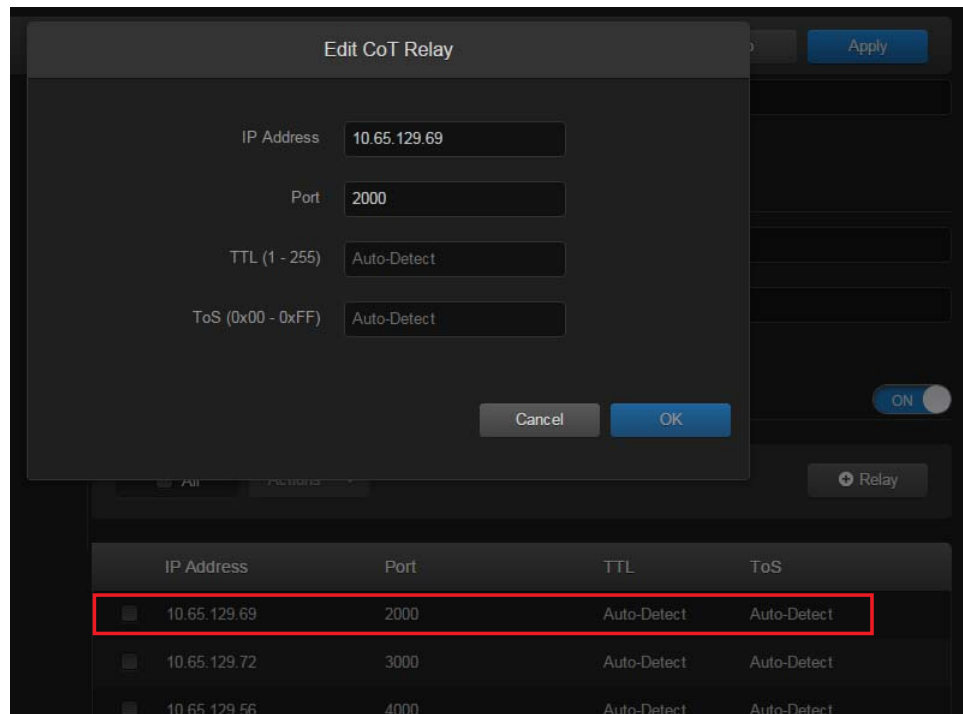 Edit CoT Relay
Apply
IP Address 10.65.129.69
Port 2000
TTL (1 - 255) Auto-Detect
ToS (0x00 - 0xFF) Auto-Detect
ON
Cancel OK
All Actions
Relay
IP Address Port TTL ToS
10.65.129.69 2000 Auto-Detect Auto-Detect
10.65.129.72 3000 Auto-Detect Auto-Detect
10.65.129.56 4000 Auto-Detect Auto-Detect